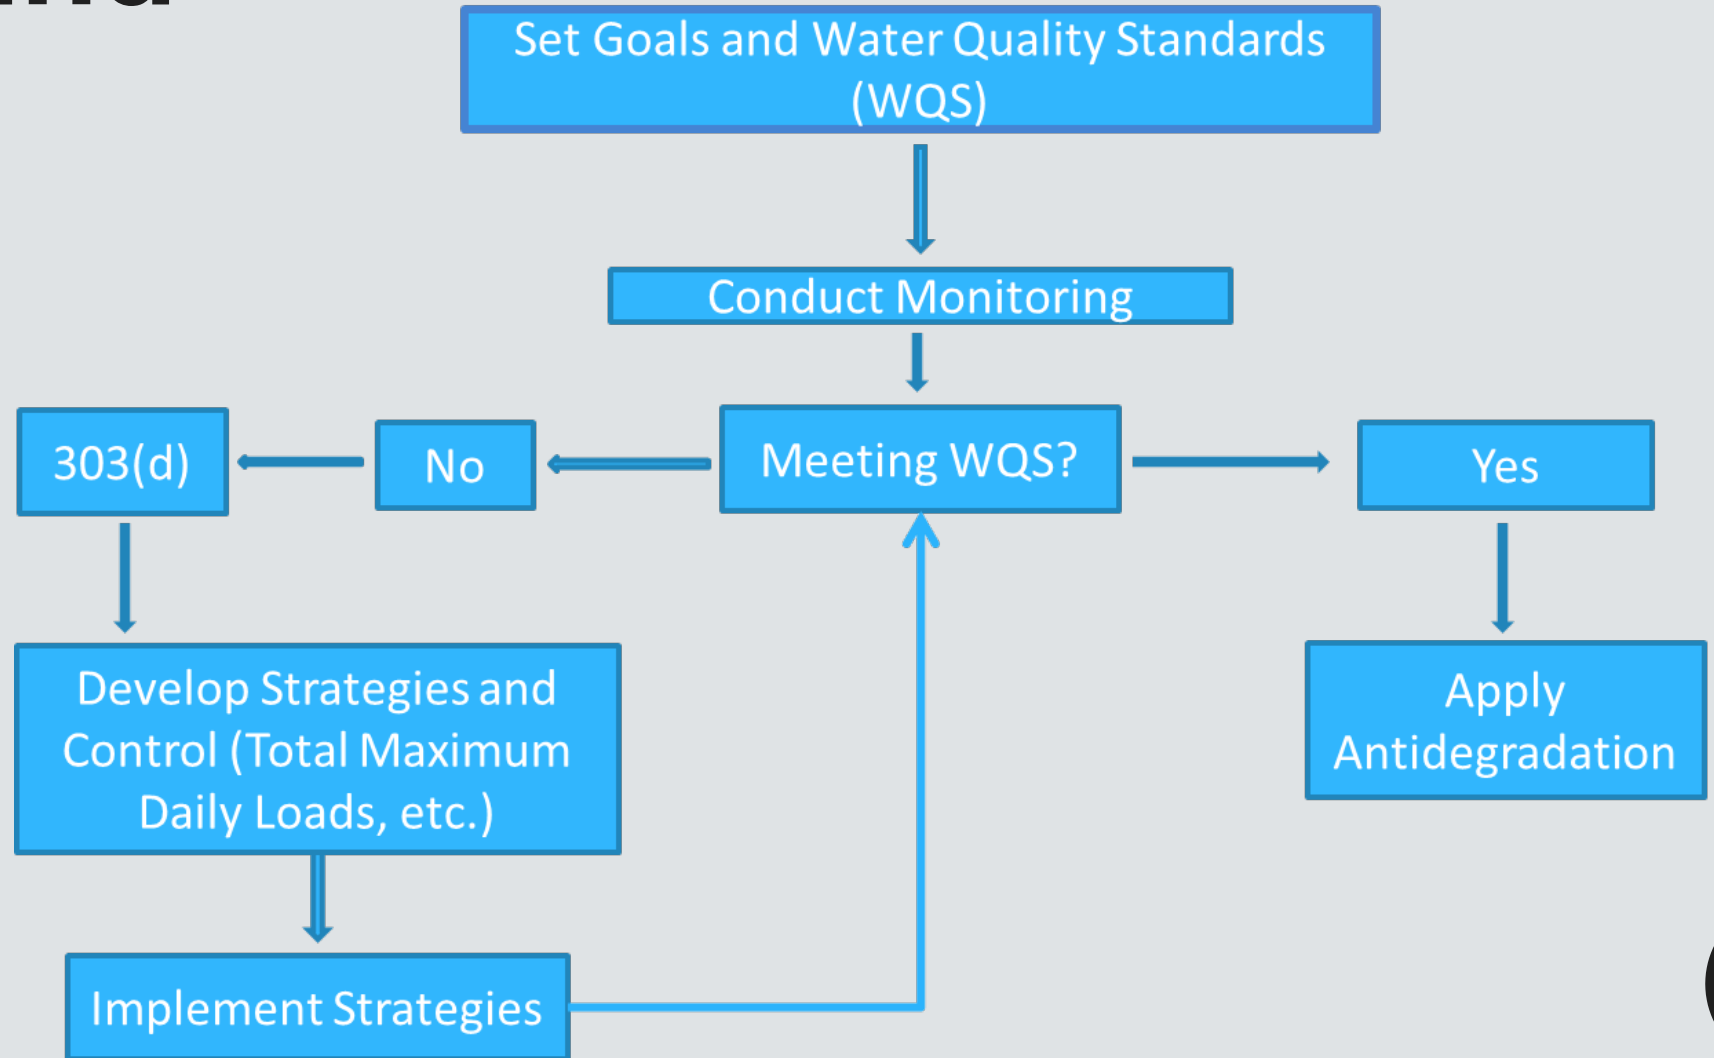 Set Goals and Water Quality Standards
(WQS)
Conduct Monitoring
303(d)
No
Meeting WQS?
Yes
Develop Strategies and
Control (Total Maximum
Daily Loads, etc.)
Apply
Antidegradation
Implement Strategies